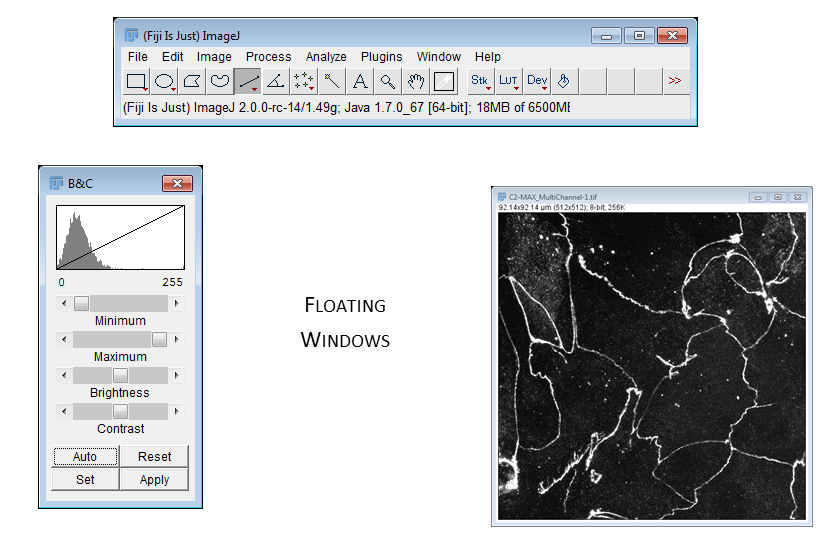 (Fiji Is Just) ImageJ
File Edit Image Process Analyze Plugins Window Help
A Stk LUT Dev >>
(Fiji Is Just) ImageJ 2.0.0-rc-14/1.49g; Java 1.7.0_67 [64-bit]; 18MB of 6500MB
B&C
0 255
Minimum
Maximum
Brightness
Contrast
Auto Reset
Set Apply
FLOATING
WINDOWS
C2-MAX_MultiChannel-1.tif
92.14x92.14 µm (512x512); 8-bit; 256K